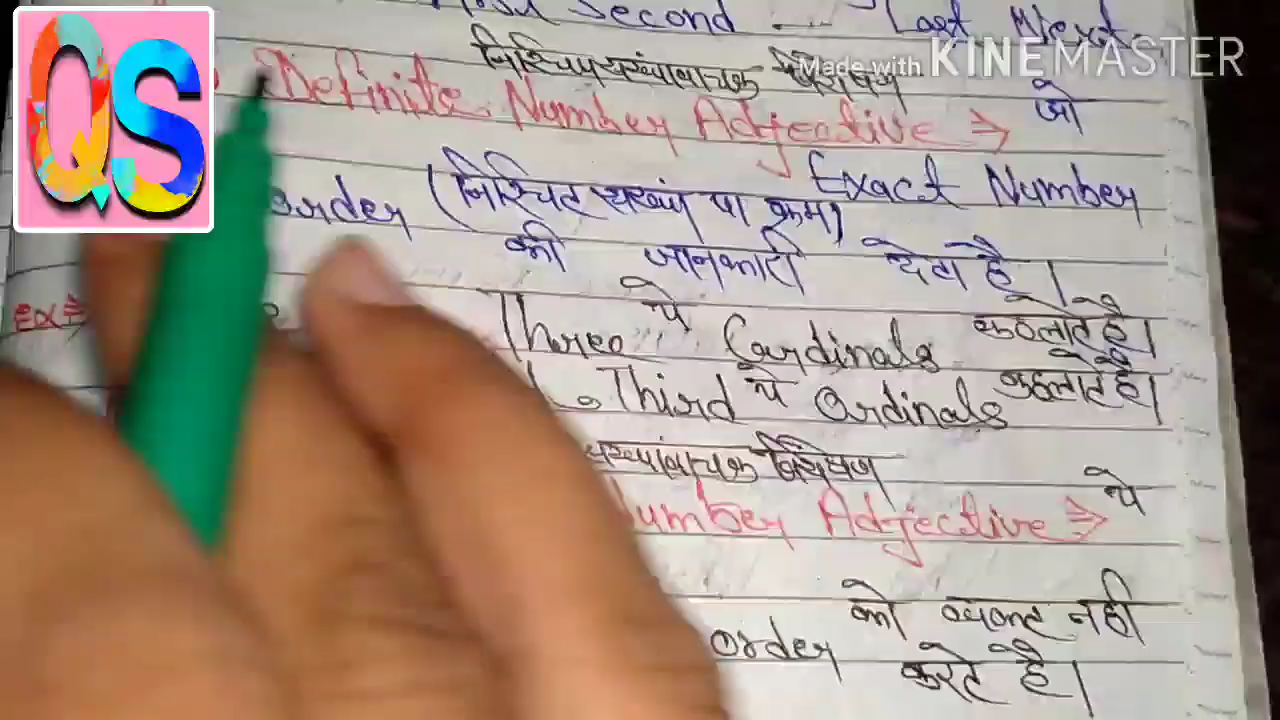 Second .... Last Next.
QS
Made with KINEMASTER
निश्चित संख्यावाचक विशेषण
Definite Number Adjective ⇒ जो
Exact Number
order (निश्चित संख्या या क्रम)
की जानकारी देता है।
Ex⇒ Three ये Cardinals कहलाते है।
Third ये Ordinals कहलाते है।
संख्यावाचक विशेषण
Number Adjective ⇒ ये
order को व्यक्त नही
करते है।